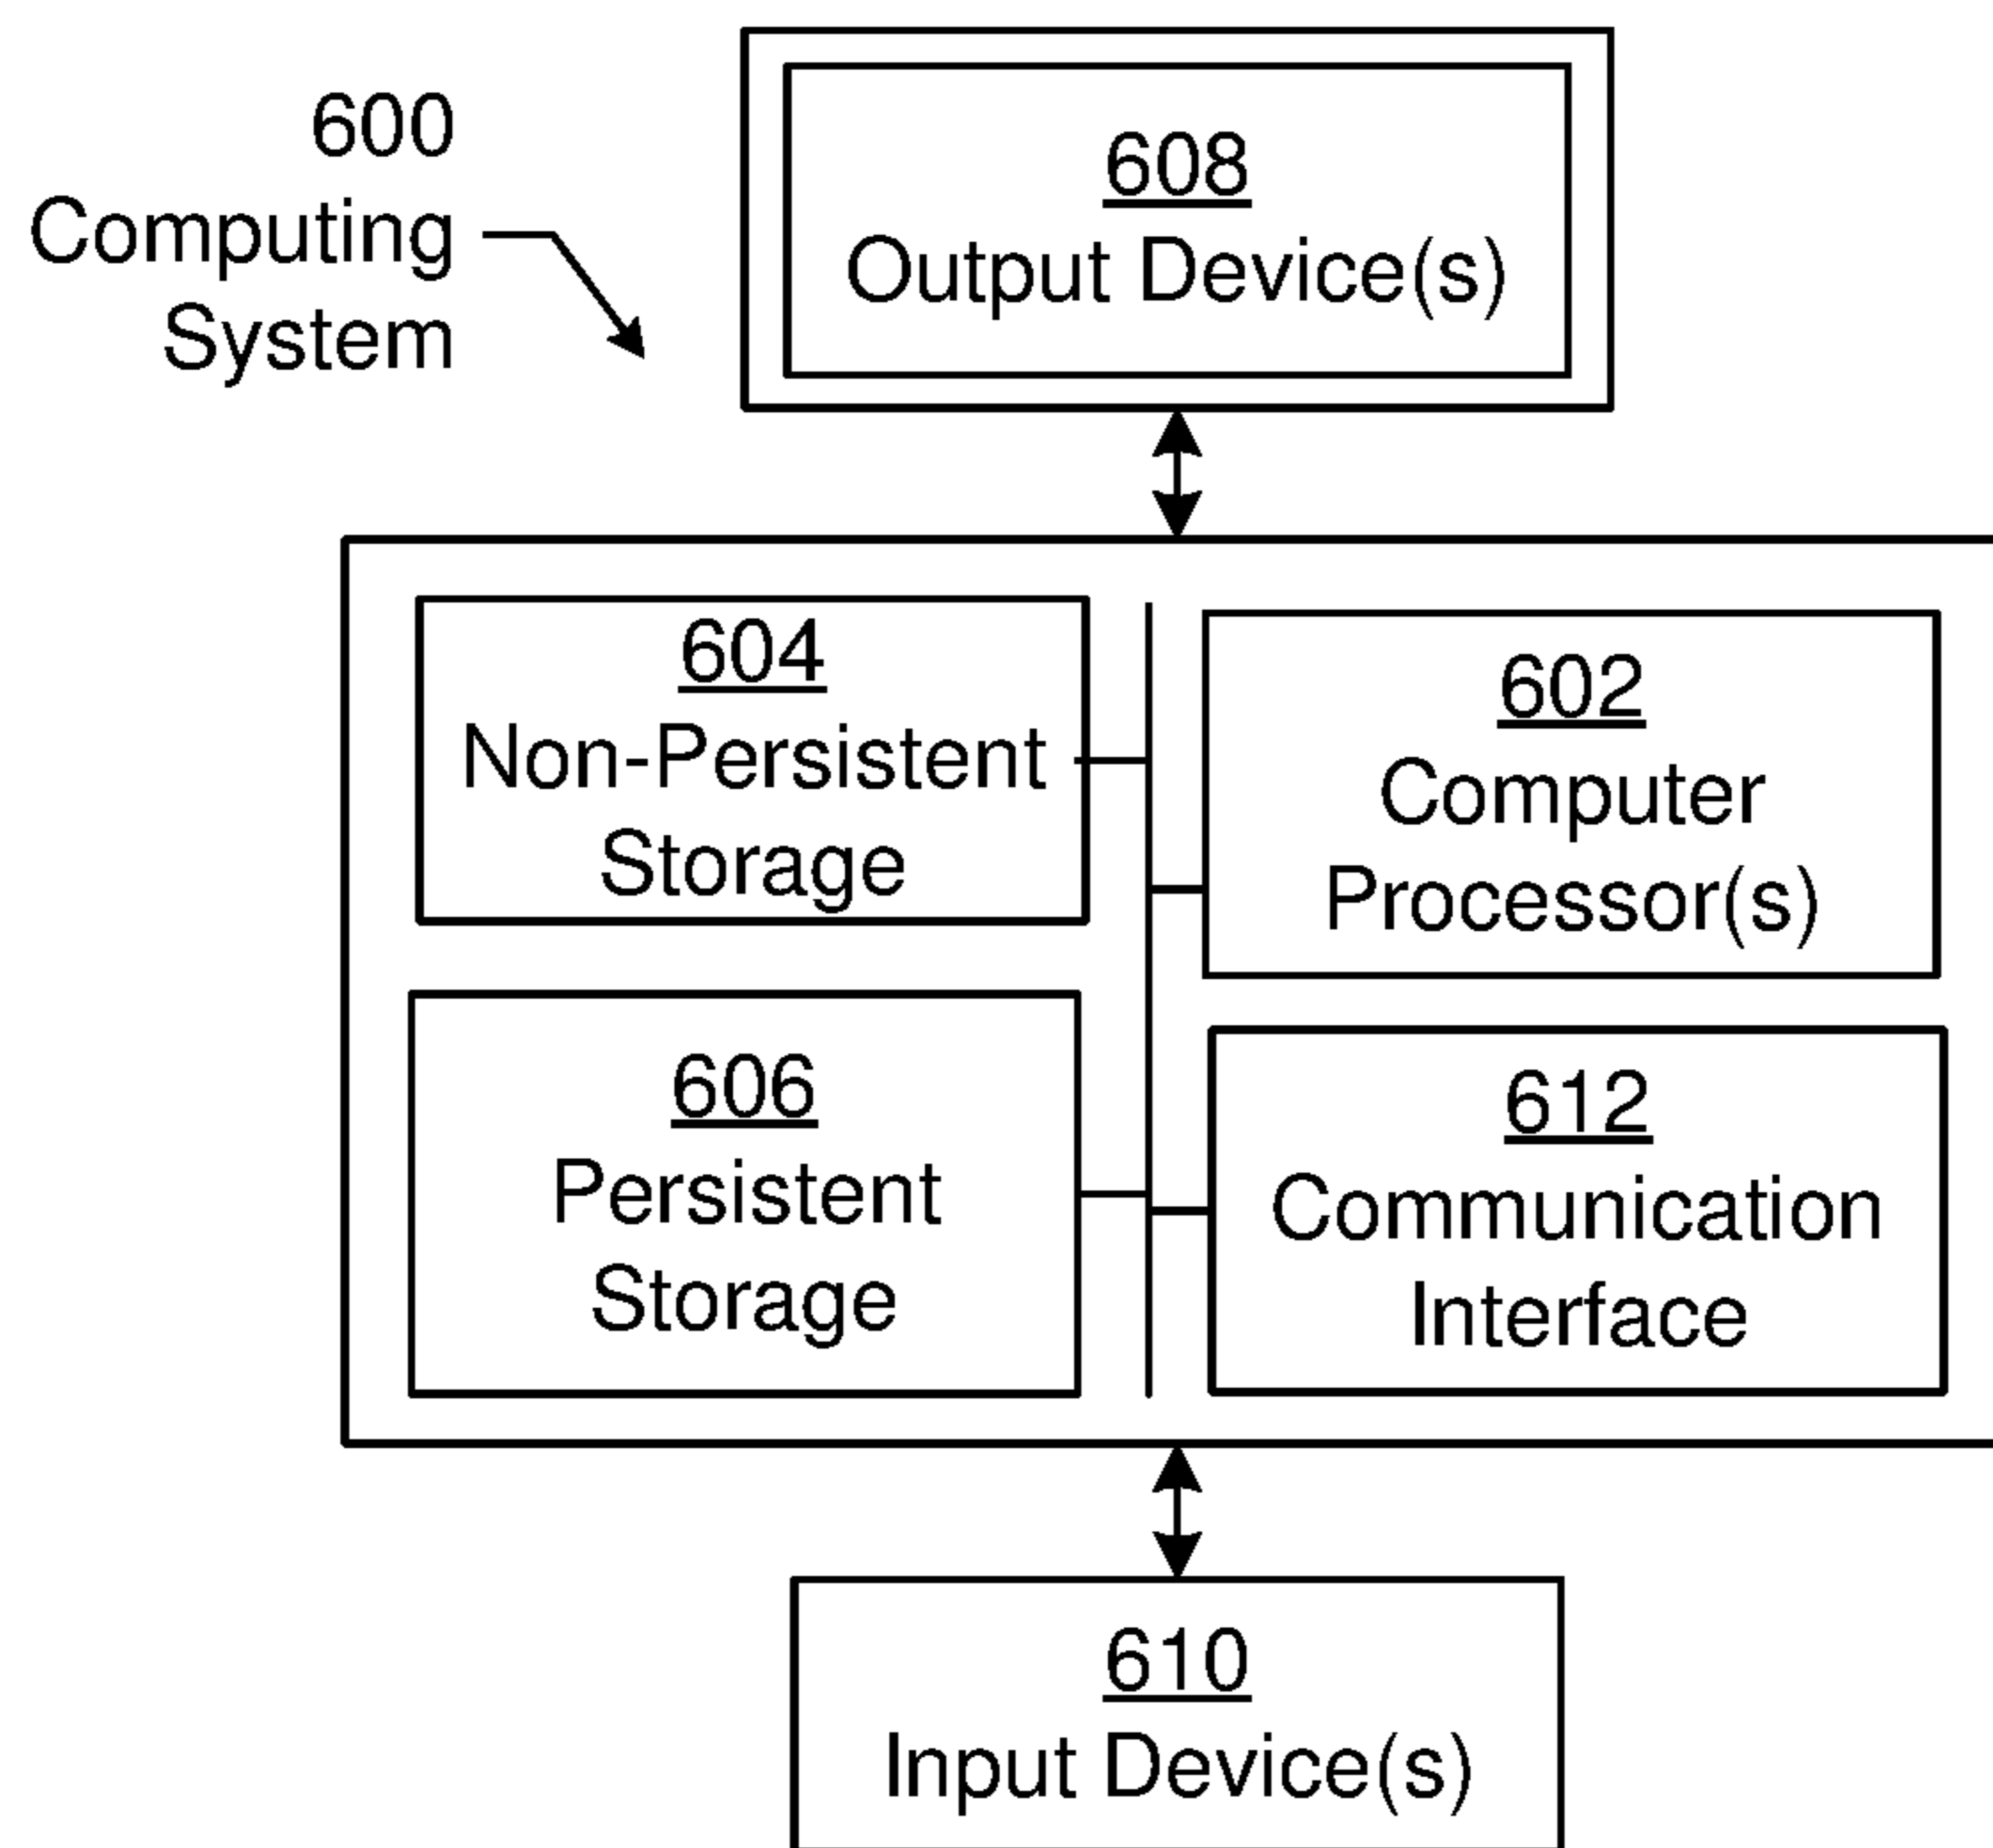 600
Computing
System
608
Output Device(s)
604
Non-Persistent
Storage
602
Computer
Processor(s)
606
Persistent
Storage
612
Communication
Interface
610
Input Device(s)